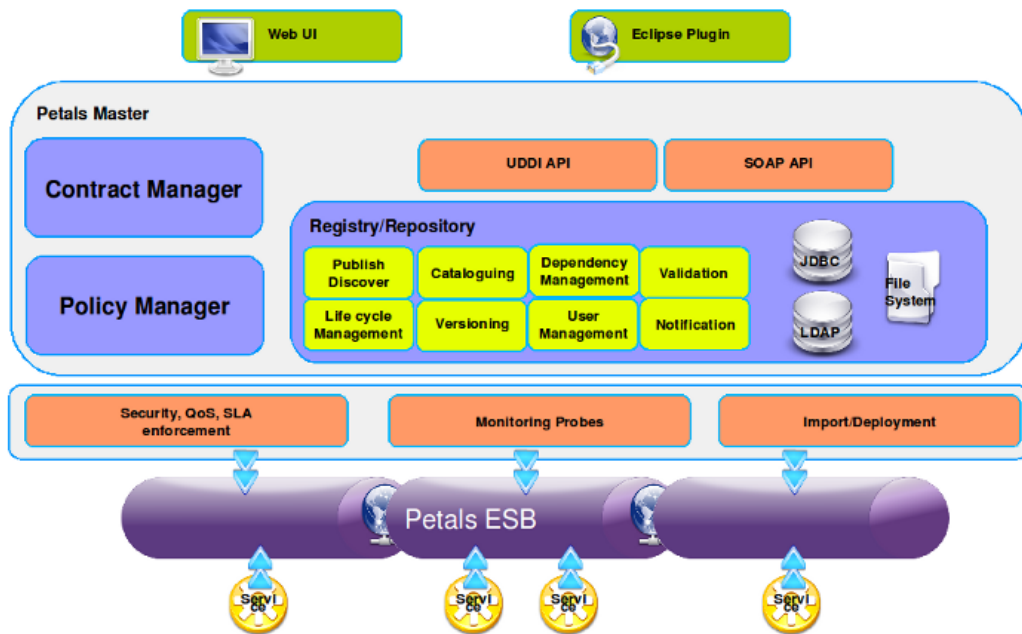 Web UI
Eclipse Plugin
Petals Master
Contract Manager
Policy Manager
UDDI API
SOAP API
Registry/Repository
Publish
Discover
Cataloguing
Dependency
Management
Validation
Life cycle
Management
Versioning
User
Management
Notification
JDBC
LDAP
File
System
Security, QoS, SLA
enforcement
Monitoring Probes
Import/Deployment
Petals ESB
Servi
ce
Servi
ce
Servi
ce
Servi
ce